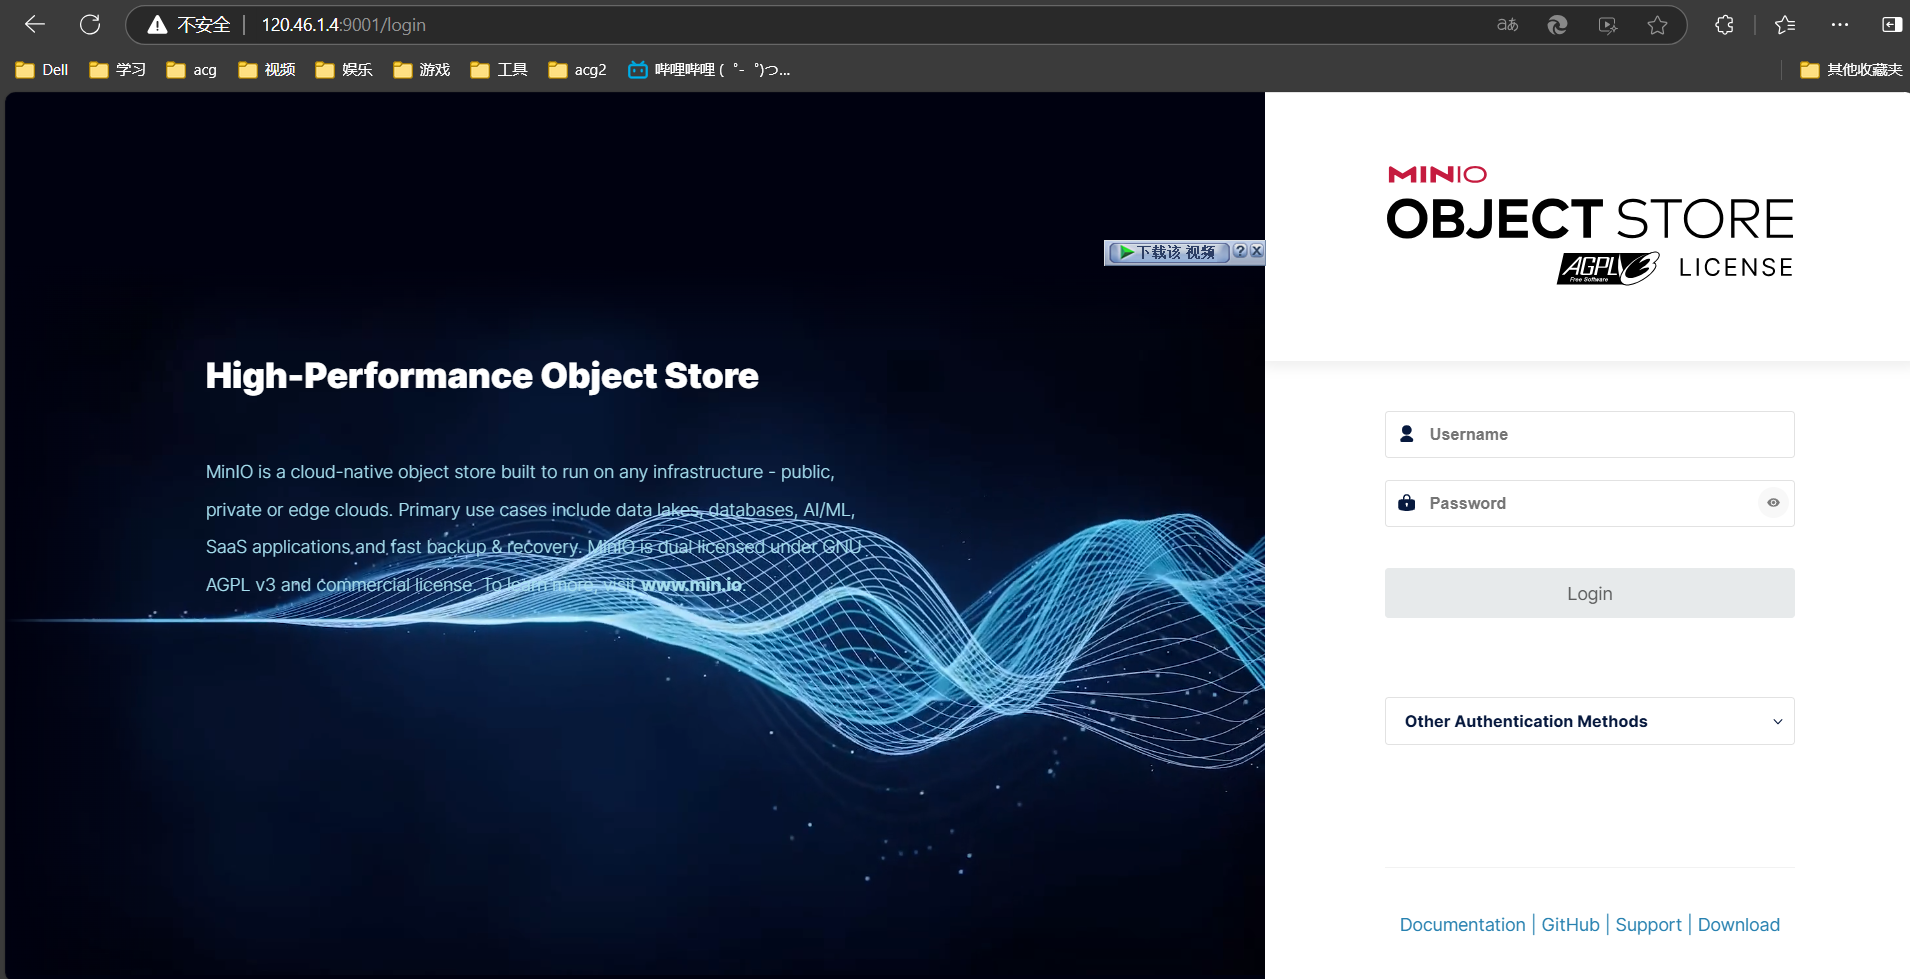 不安全 120.46.1.4:9001/login
Dell 学习 acg 视频 娱乐 游戏 工具 acg2 哔哩哔哩 (゜-゜)つ... 其他收藏夹
下载该 视频
High-Performance Object Store
MinIO is a cloud-native object store built to run on any infrastructure - public,
private or edge clouds. Primary use cases include data lakes, databases, AI/ML,
SaaS applications and fast backup & recovery. MinIO is dual licensed under GNU
AGPL v3 and commercial license. To learn more, visit www.min.io.
MINIO
OBJECT STORE
AGPLv3 Free Software LICENSE
Username
Password
Login
Other Authentication Methods
Documentation | GitHub | Support | Download